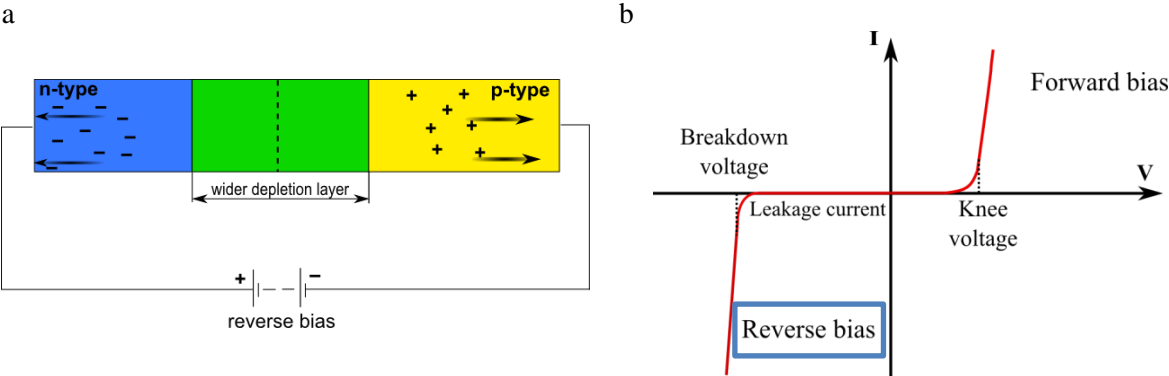 a
n-type
p-type
wider depletion layer
+
−
reverse bias
b
I
Forward bias
Breakdown
voltage
V
Leakage current
Knee
voltage
Reverse bias